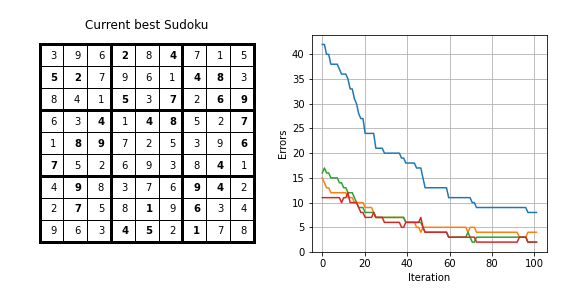 Current best Sudoku
3 9 6 2 8 4 7 1 5
5 2 7 9 6 1 4 8 3
8 4 1 5 3 7 2 6 9
6 3 4 1 4 8 5 2 7
1 8 9 7 2 5 3 9 6
7 5 2 6 9 3 8 4 1
4 9 8 3 7 6 9 4 2
2 7 5 8 1 9 6 3 4
9 6 3 4 5 2 1 7 8
Errors
40
35
30
25
20
15
10
5
0
0 20 40 60 80 100
Iteration